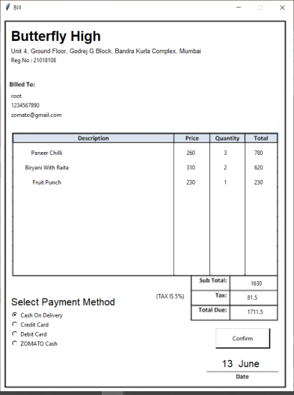 Bill
Butterfly High
Unit 4, Ground Floor, Godrej G Block, Bandra Kurla Complex, Mumbai
Reg No : 21018108
Billed To:
root
1234567890
zomato@gmail.com
Description Price Quantity Total
Paneer Chilli 260 3 780
Biryani With Raita 310 2 620
Fruit Punch 230 1 230
Sub Total: 1630
(TAX IS 5%) Tax: 81.5
Total Due: 1711.5
Select Payment Method
Cash On Delivery
Credit Card
Debit Card
ZOMATO Cash
Confirm
13 June
Date